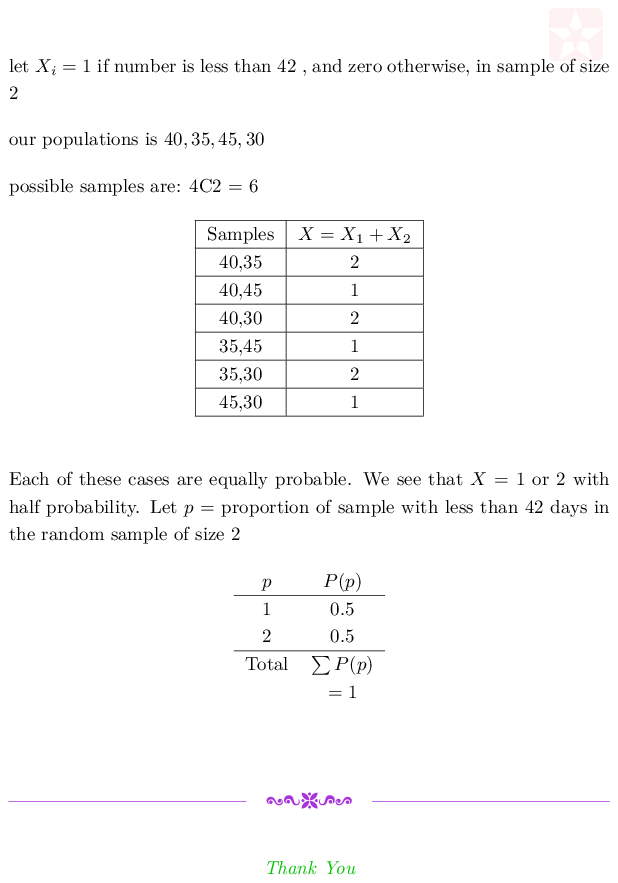 let X_i = 1 if number is less than 42 , and zero otherwise, in sample of size
2
our populations is 40, 35, 45, 30
possible samples are: 4C2 = 6
Samples X = X_1 + X_2
40,35 2
40,45 1
40,30 2
35,45 1
35,30 2
45,30 1
Each of these cases are equally probable. We see that X = 1 or 2 with
half probability. Let p = proportion of sample with less than 42 days in
the random sample of size 2
p P(p)
1 0.5
2 0.5
Total ∑ P(p)
= 1
Thank You